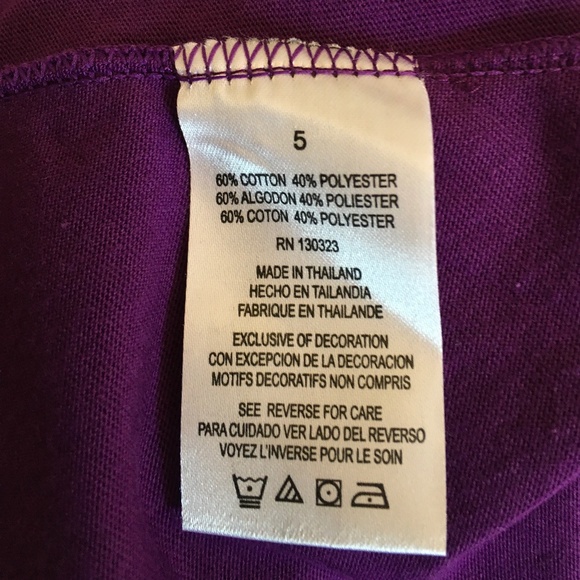 5
60% COTTON 40% POLYESTER
60% ALGODON 40% POLIESTER
60% COTON 40% POLYESTER
RN 130323
MADE IN THAILAND
HECHO EN TAILANDIA
FABRIQUE EN THAILANDE
EXCLUSIVE OF DECORATION
CON EXCEPCION DE LA DECORACION
MOTIFS DECORATIFS NON COMPRIS
SEE REVERSE FOR CARE
PARA CUIDADO VER LADO DEL REVERSO
VOYEZ L'INVERSE POUR LE SOIN